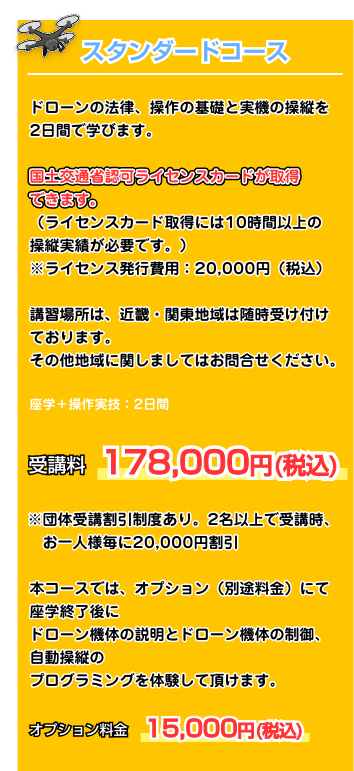 スタンダードコース
ドローンの法律、操作の基礎と実機の操縦を
2日間で学びます。
国土交通省認可ライセンスカードが取得
できます。
（ライセンスカード取得には10時間以上の
操縦実績が必要です。）
※ライセンス発行費用：20,000円（税込）
講習場所は、近畿・関東地域は随時受け付け
ております。
その他地域に関しましてはお問合せください。
座学＋操作実技：2日間
受講料 178,000円(税込)
※団体受講割引制度あり。2名以上で受講時、
お一人様毎に20,000円割引
本コースでは、オプション（別途料金）にて
座学終了後に
ドローン機体の説明とドローン機体の制御、
自動操縦の
プログラミングを体験して頂けます。
オプション料金 15,000円(税込)